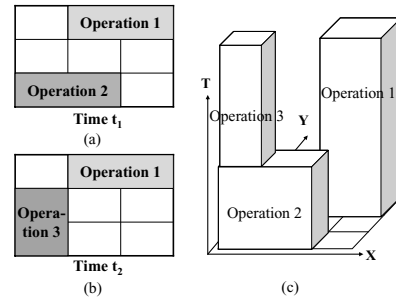 Operation 1
Operation 2
Time t1
(a)
Operation 1
Opera-
tion 3
Time t2
(b)
T
Operation 1
Operation 3
Y
Operation 2
X
(c)